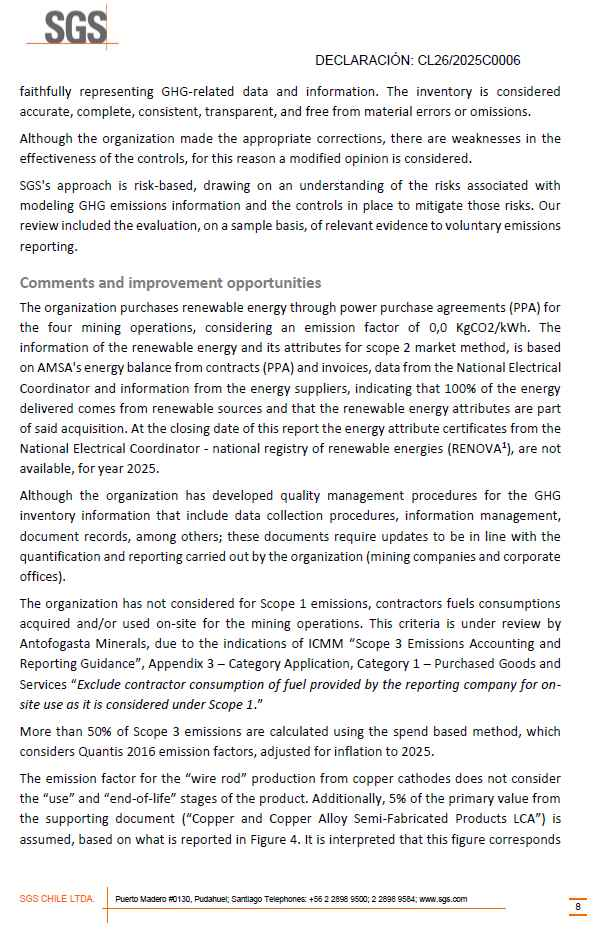 SGS
DECLARACIÓN: CL26/2025C0006
faithfully representing GHG-related data and information. The inventory is considered
accurate, complete, consistent, transparent, and free from material errors or omissions.
Although the organization made the appropriate corrections, there are weaknesses in the
effectiveness of the controls, for this reason a modified opinion is considered.
SGS's approach is risk-based, drawing on an understanding of the risks associated with
modeling GHG emissions information and the controls in place to mitigate those risks. Our
review included the evaluation, on a sample basis, of relevant evidence to voluntary emissions
reporting.
Comments and improvement opportunities
The organization purchases renewable energy through power purchase agreements (PPA) for
the four mining operations, considering an emission factor of 0,0 KgCO2/kWh. The
information of the renewable energy and its attributes for scope 2 market method, is based
on AMSA's energy balance from contracts (PPA) and invoices, data from the National Electrical
Coordinator and information from the energy suppliers, indicating that 100% of the energy
delivered comes from renewable sources and that the renewable energy attributes are part
of said acquisition. At the closing date of this report the energy attribute certificates from the
National Electrical Coordinator - national registry of renewable energies (RENOVA¹), are not
available, for year 2025.
Although the organization has developed quality management procedures for the GHG
inventory information that include data collection procedures, information management,
document records, among others; these documents require updates to be in line with the
quantification and reporting carried out by the organization (mining companies and corporate
offices).
The organization has not considered for Scope 1 emissions, contractors fuels consumptions
acquired and/or used on-site for the mining operations. This criteria is under review by
Antofogasta Minerals, due to the indications of ICMM “Scope 3 Emissions Accounting and
Reporting Guidance”, Appendix 3 – Category Application, Category 1 – Purchased Goods and
Services “Exclude contractor consumption of fuel provided by the reporting company for on-
site use as it is considered under Scope 1.”
More than 50% of Scope 3 emissions are calculated using the spend based method, which
considers Quantis 2016 emission factors, adjusted for inflation to 2025.
The emission factor for the “wire rod” production from copper cathodes does not consider
the “use” and “end-of-life” stages of the product. Additionally, 5% of the primary value from
the supporting document (“Copper and Copper Alloy Semi-Fabricated Products LCA”) is
assumed, based on what is reported in Figure 4. It is interpreted that this figure corresponds
SGS CHILE LTDA. Puerto Madero #0130, Pudahuel; Santiago Telephones: +56 2 2898 9500; 2 2898 9584; www.sgs.com
8